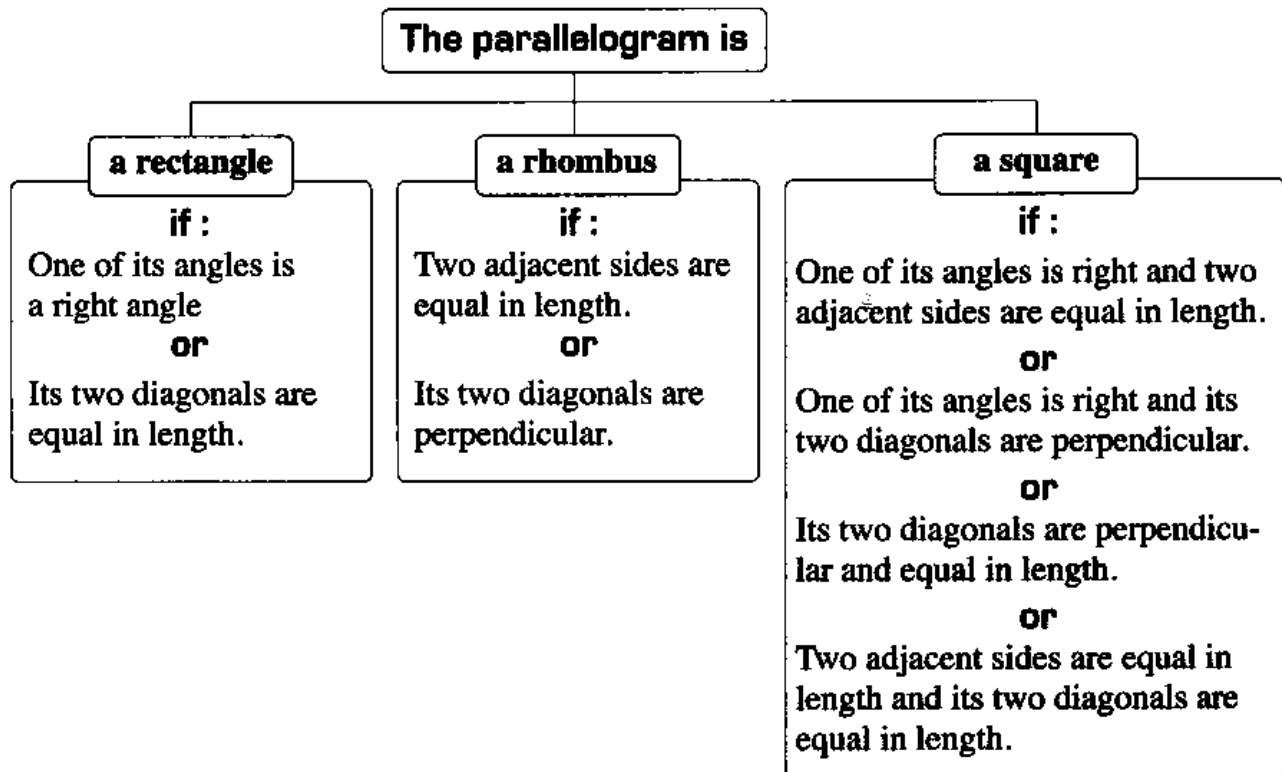 The parallelogram is
a rectangle
if :
One of its angles is
a right angle
or
Its two diagonals are
equal in length.
a rhombus
if :
Two adjacent sides are
equal in length.
or
Its two diagonals are
perpendicular.
a square
if :
One of its angles is right and two
adjacent sides are equal in length.
or
One of its angles is right and its
two diagonals are perpendicular.
or
Its two diagonals are perpendicu-
lar and equal in length.
or
Two adjacent sides are equal in
length and its two diagonals are
equal in length.